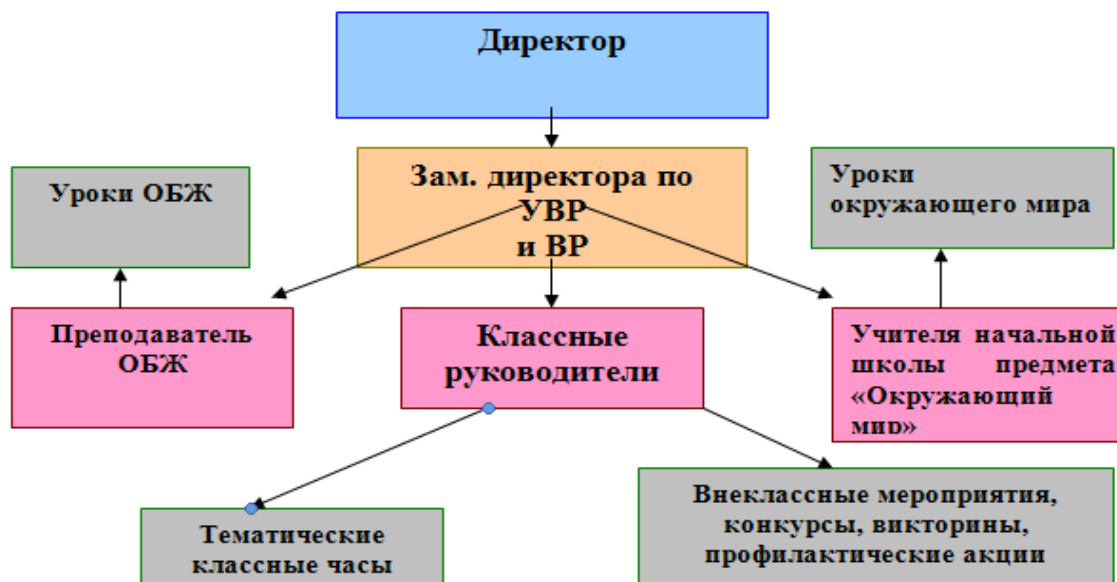 Директор
Зам. директора по
УВР
и ВР
Уроки ОБЖ
Уроки
окружающего мира
Преподаватель
ОБЖ
Классные
руководители
Учителя начальной
школы предмета
«Окружающий
мир»
Тематические
классные часы
Внеклассные мероприятия,
конкурсы, викторины,
профилактические акции